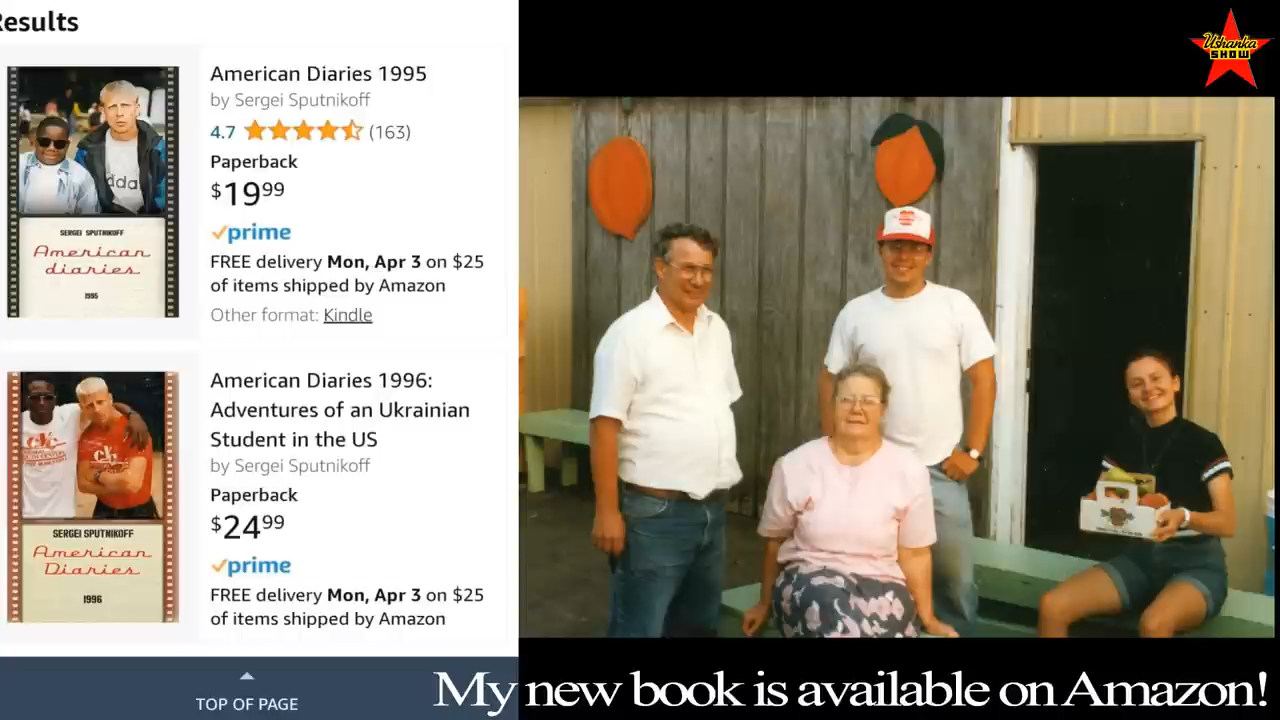 Results
American Diaries 1995
by Sergei Sputnikoff
4.7 (163)
Paperback
$19 99
prime
FREE delivery Mon, Apr 3 on $25
of items shipped by Amazon
Other format: Kindle
SERGEI SPUTNIKOFF
American
diaries
1995
American Diaries 1996:
Adventures of an Ukrainian
Student in the US
by Sergei Sputnikoff
Paperback
$24 99
prime
FREE delivery Mon, Apr 3 on $25
of items shipped by Amazon
SERGEI SPUTNIKOFF
American
Diaries
1996
TOP OF PAGE
Ushanka
SHOW
My new book is available on Amazon!